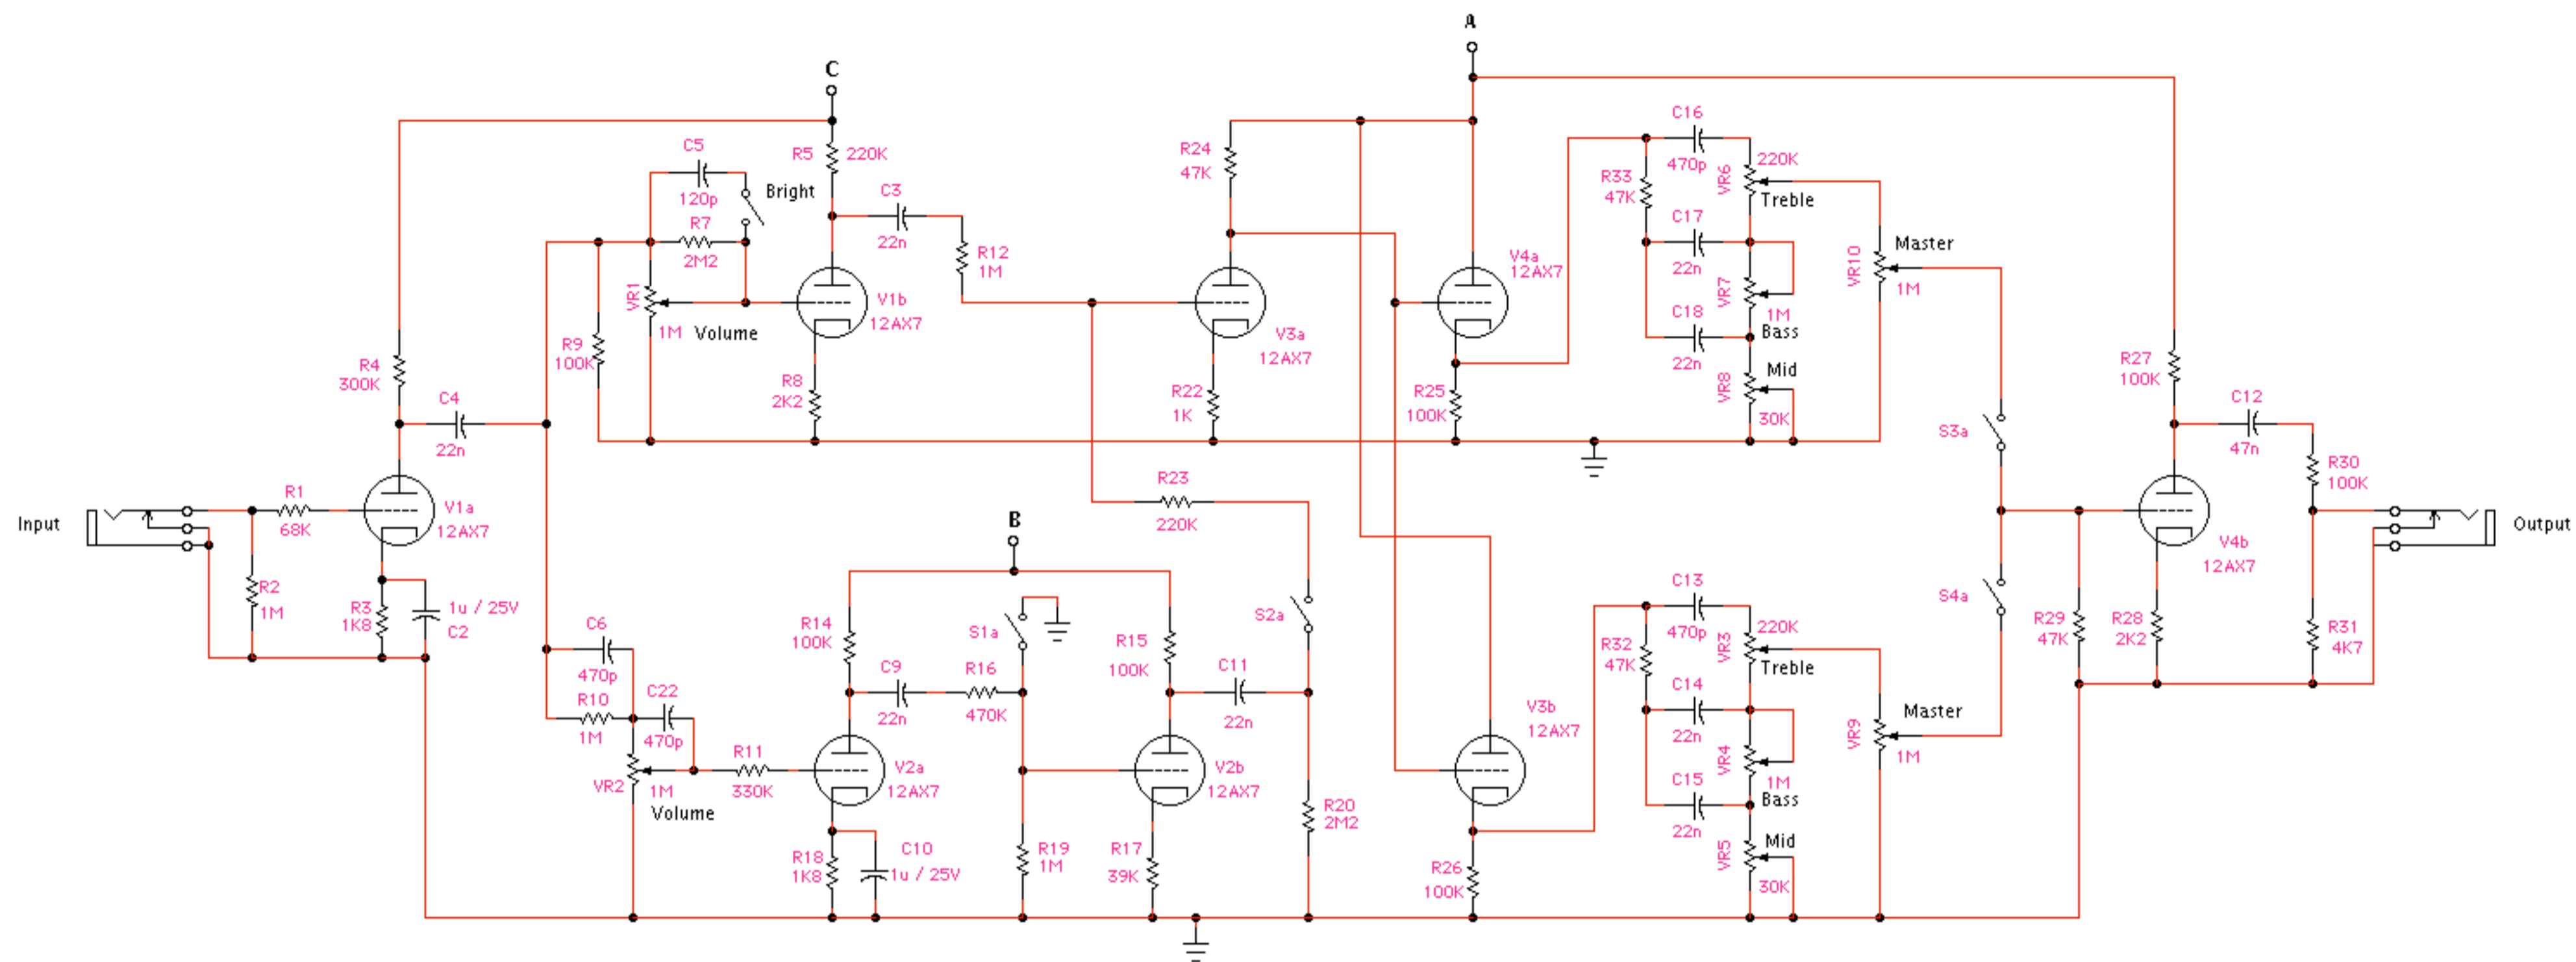 A
C
C16
470p
220K
VR6
Treble
R33
47K
C17
22n
VR7
1M
Bass
C18
22n
Mid
VR8
30K
Master
VR10
1M
C5
120p
Bright
R7
2M2
R5
220K
C3
22n
R12
1M
VR1
1M
Volume
V1b
12AX7
R9
100K
R8
2K2
R24
47K
V3a
12AX7
R22
1K
V4a
12AX7
R25
100K
R4
300K
C4
22n
R27
100K
C12
47n
S3a
R30
100K
Input
R1
68K
V1a
12AX7
R2
1M
R3
1K8
1u / 25V
C2
R23
220K
B
S2a
S1a
S4a
R29
47K
R28
2K2
V4b
12AX7
R31
4K7
Output
C6
470p
R10
1M
C22
470p
VR2
1M
Volume
R11
330K
R14
100K
C9
22n
R16
470K
V2a
12AX7
R18
1K8
C10
1u / 25V
R15
100K
C11
22n
V2b
12AX7
R19
1M
R17
39K
R20
2M2
V3b
12AX7
R26
100K
C13
470p
220K
VR3
Treble
R32
47K
C14
22n
VR4
1M
Bass
C15
22n
Mid
VR5
30K
Master
VR9
1M